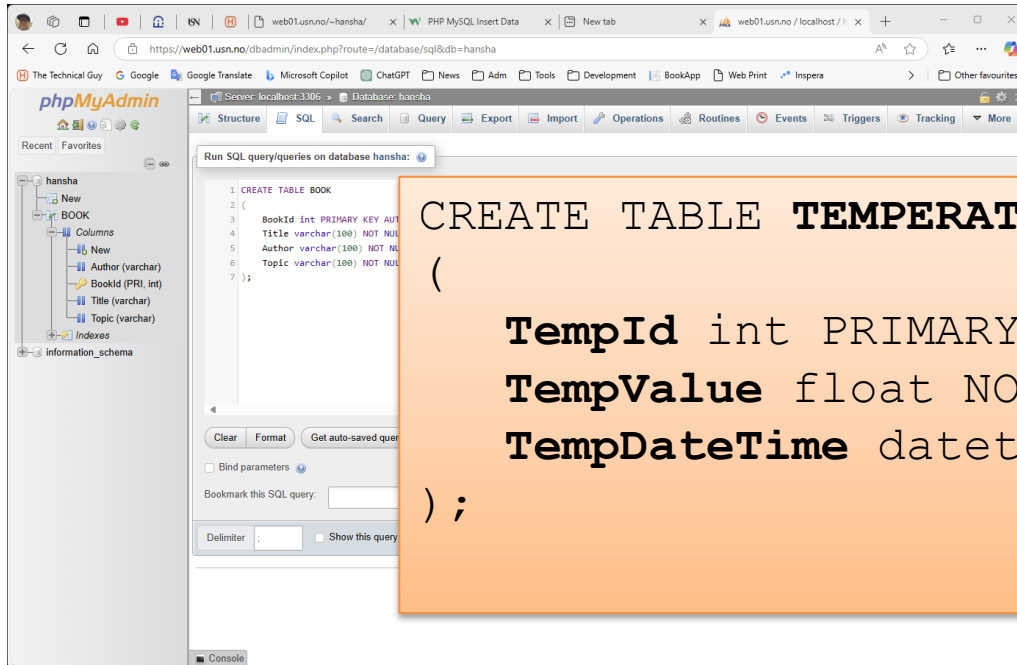 web01.usn.no/~hansha/
PHP MySQL Insert Data
New tab
web01.usn.no / localhost / h
https://web01.usn.no/dbadmin/index.php?route=/database/sql&db=hansha
The Technical Guy
Google
Google Translate
Microsoft Copilot
ChatGPT
News
Adm
Tools
Development
BookApp
Web Print
Inspera
Other favourites
phpMyAdmin
Recent Favorites
hansha
New
BOOK
Columns
New
Author (varchar)
BookId (PRI, int)
Title (varchar)
Topic (varchar)
Indexes
information_schema
Server: localhost:3306 » Database: hansha
Structure
SQL
Search
Query
Export
Import
Operations
Routines
Events
Triggers
Tracking
More
Run SQL query/queries on database hansha:
1 CREATE TABLE BOOK
2 (
3 BookId int PRIMARY KEY AUT
4 Title varchar(100) NOT NUL
5 Author varchar(100) NOT NU
6 Topic varchar(100) NOT NUL
7 );
Clear
Format
Get auto-saved quer
Bind parameters
Bookmark this SQL query:
Delimiter ;
Show this query
Console
CREATE TABLE TEMPERAT
(
TempId int PRIMARY
TempValue float NO
TempDateTime datet
);